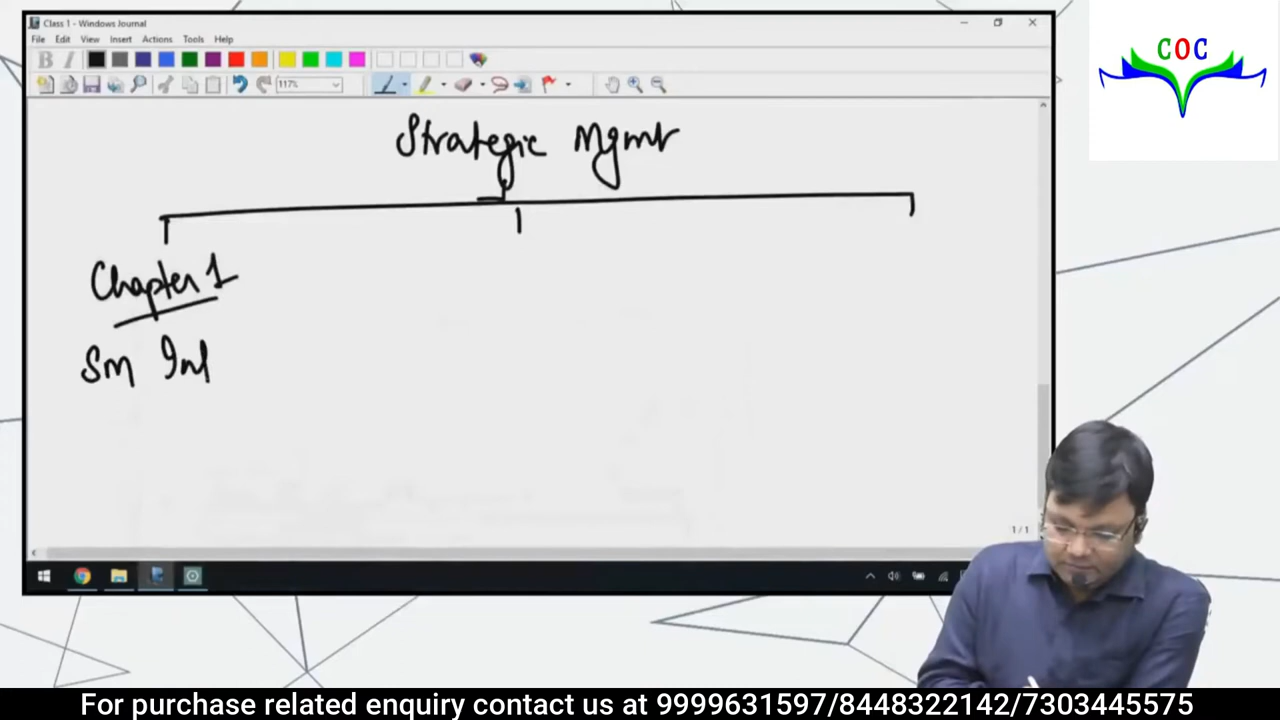 Class 1 - Windows Journal
File Edit View Insert Actions Tools Help
B I
117%
COC
Strategic Mgmt
Chapter 1
SM Int
1 / 1
For purchase related enquiry contact us at 9999631597/8448322142/7303445575